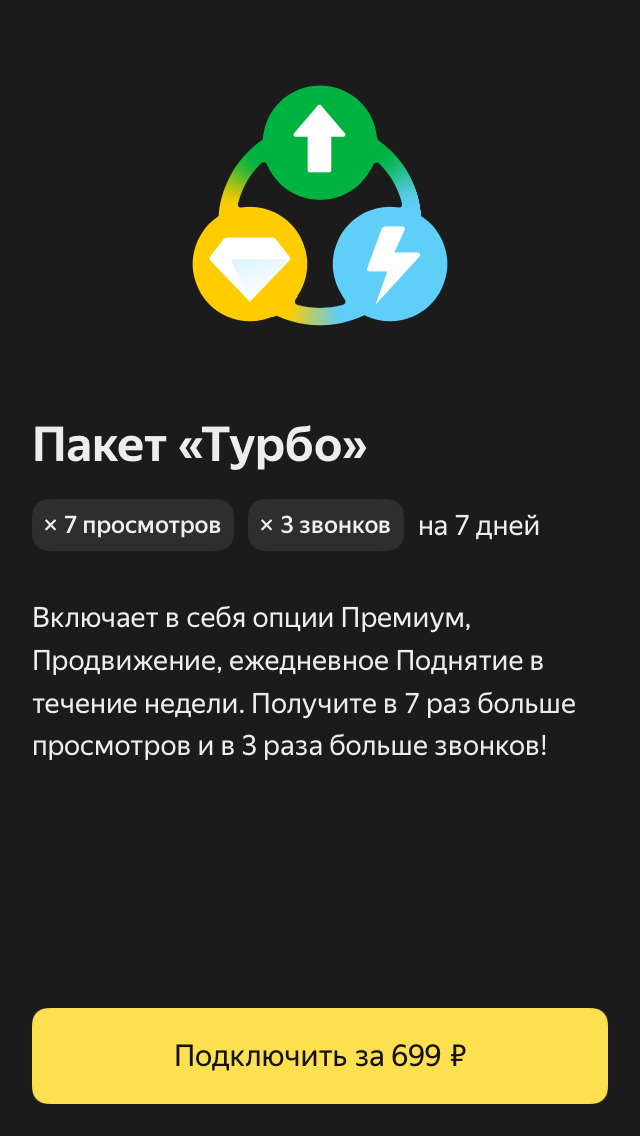 Пакет «Турбо»
× 7 просмотров × 3 звонков на 7 дней
Включает в себя опции Премиум,
Продвижение, ежедневное Поднятие в
течение недели. Получите в 7 раз больше
просмотров и в 3 раза больше звонков!
Подключить за 699 ₽